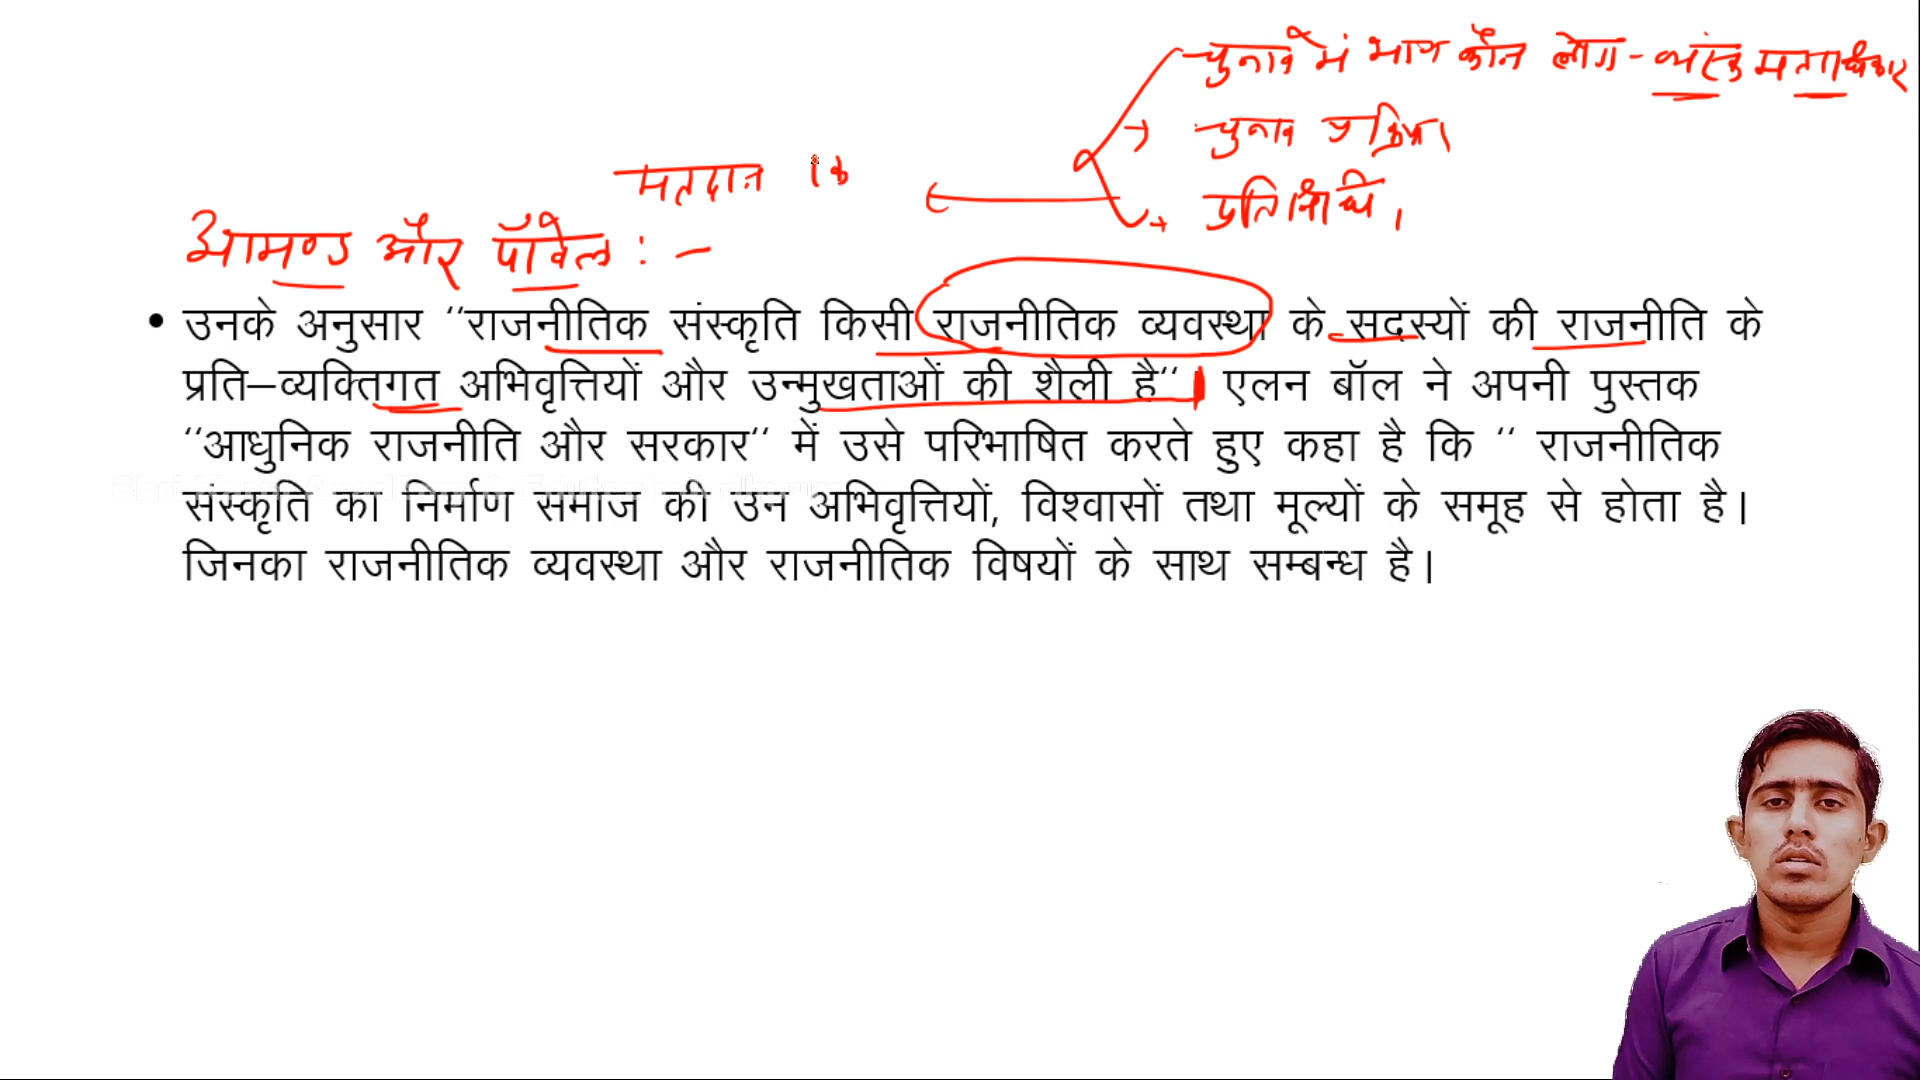 चुनाव में भाग कौन लोग - व्यस्क मताधिकार
चुनाव प्रक्रिया
मतदान
प्रतिनिधि।
आमण्ड और पॉवेल : -
• उनके अनुसार ‘‘राजनीतिक संस्कृति किसी राजनीतिक व्यवस्था के सदस्यों की राजनीति के
प्रति–व्यक्तिगत अभिवृत्तियों और उन्मुखताओं की शैली है‘‘। एलन बॉल ने अपनी पुस्तक
‘‘आधुनिक राजनीति और सरकार‘‘ में उसे परिभाषित करते हुए कहा है कि ‘‘ राजनीतिक
संस्कृति का निर्माण समाज की उन अभिवृत्तियों, विश्वासों तथा मूल्यों के समूह से होता है।
जिनका राजनीतिक व्यवस्था और राजनीतिक विषयों के साथ सम्बन्ध है।